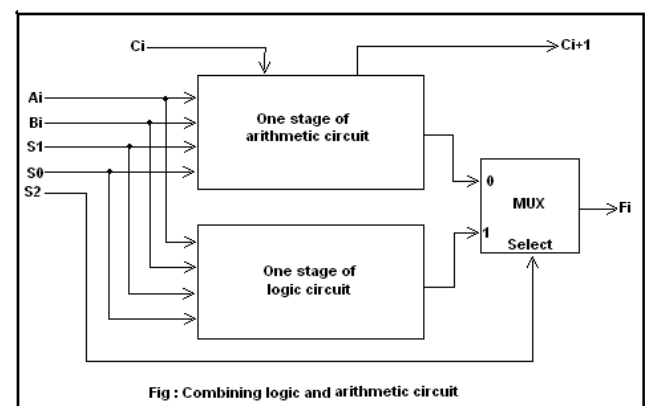 Ci
Ci+1
Ai
Bi
S1
S0
S2
One stage of
arithmetic circuit
0
MUX
Fi
1
Select
One stage of
logic circuit
Fig : Combining logic and arithmetic circuit